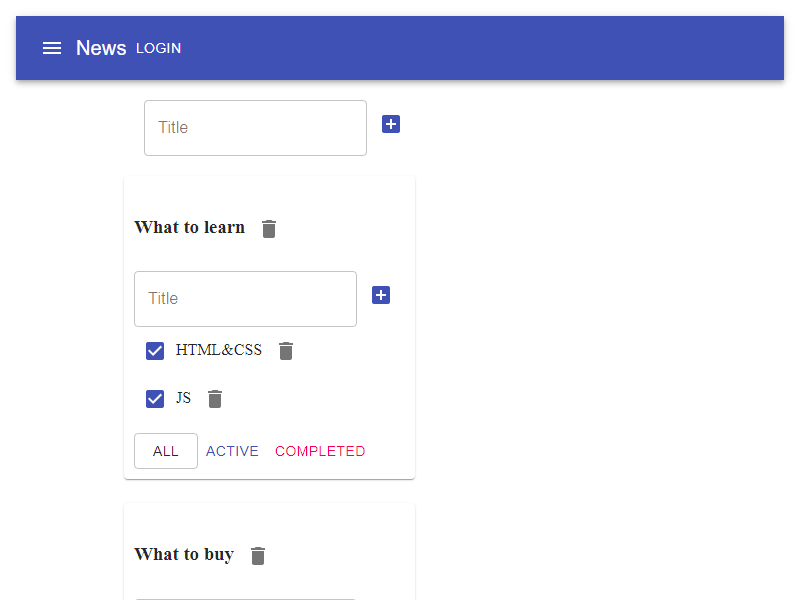 News LOGIN
Title
What to learn
Title
HTML&CSS
JS
ALL ACTIVE COMPLETED
What to buy